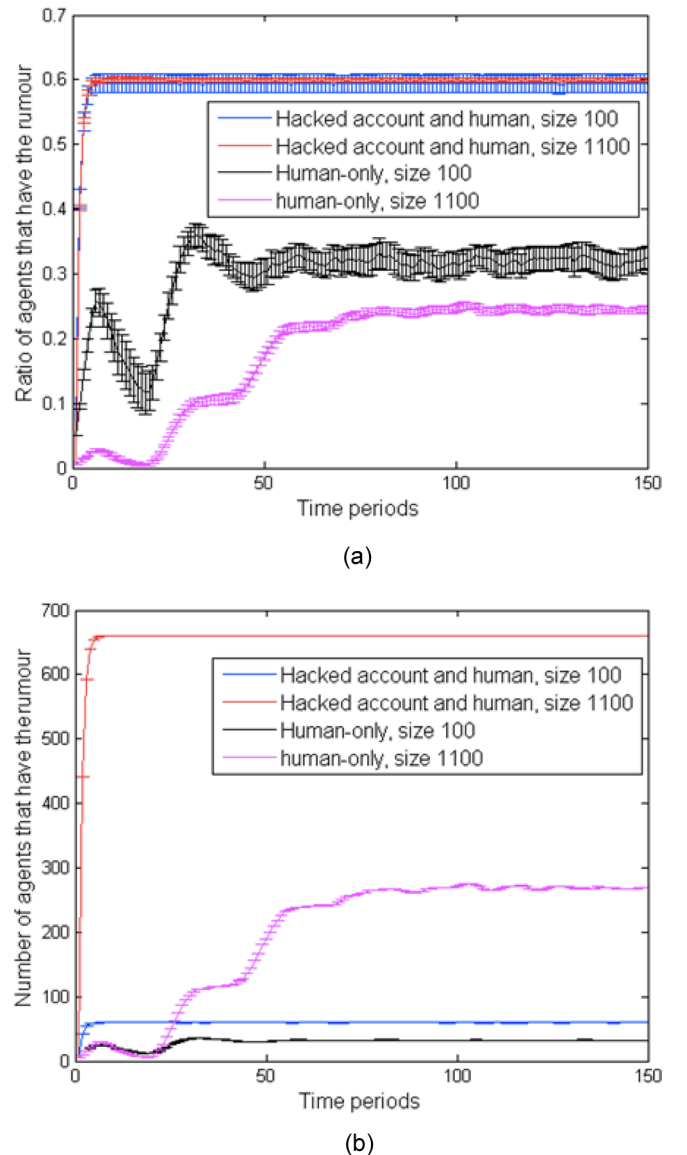 0.7
0.6
0.5
0.4
0.3
0.2
0.1
0
Ratio of agents that have the rumour
Hacked account and human, size 100
Hacked account and human, size 1100
Human-only, size 100
human-only, size 1100
0 50 100 150
Time periods
(a)
700
600
500
400
300
200
100
0
Number of agents that have the rumour
Hacked account and human, size 100
Hacked account and human, size 1100
Human-only, size 100
human-only, size 1100
0 50 100 150
Time periods
(b)